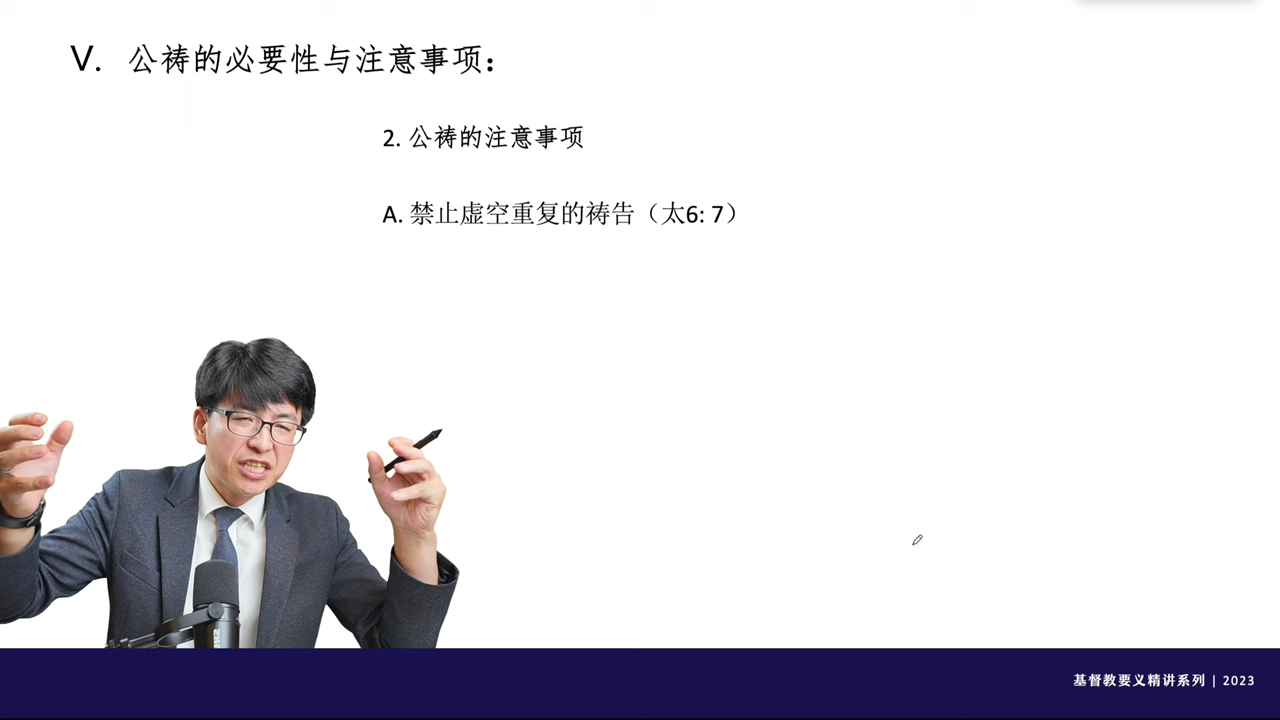 V. 公祷的必要性与注意事项：
2. 公祷的注意事项
A. 禁止虚空重复的祷告（太6: 7）
基督教要义精讲系列 | 2023